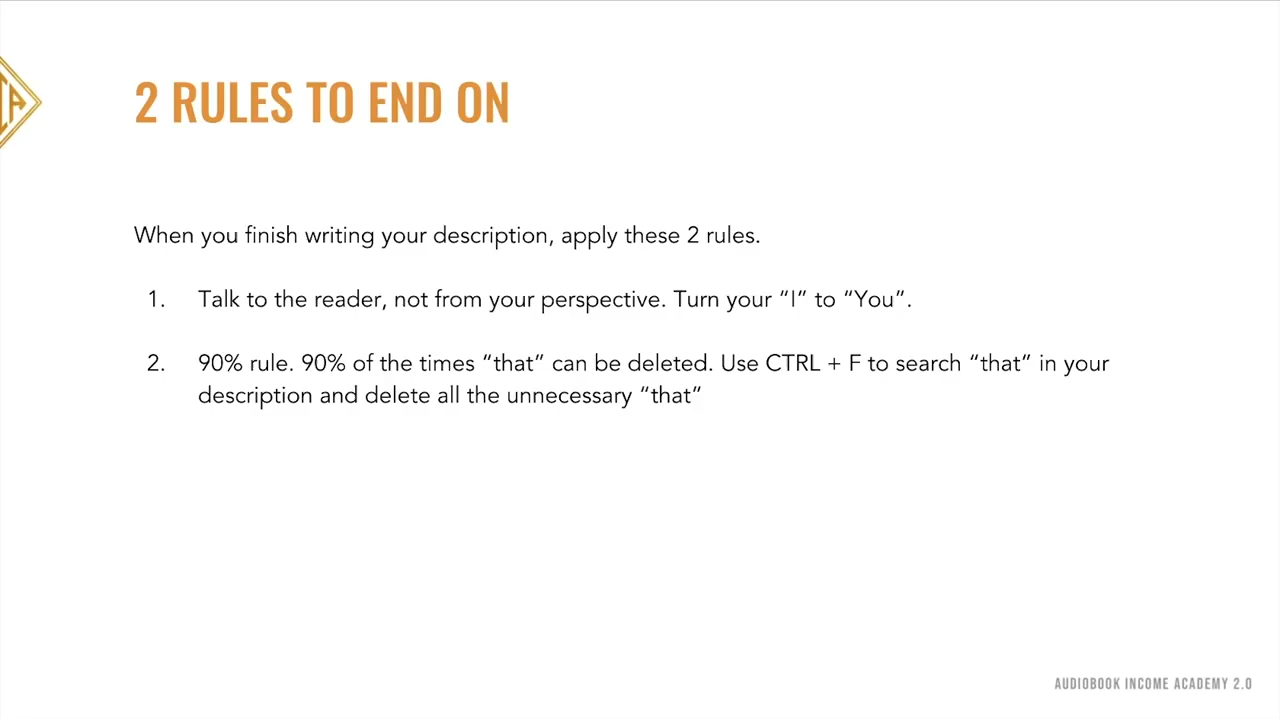 2 RULES TO END ON
When you finish writing your description, apply these 2 rules.
1. Talk to the reader, not from your perspective. Turn your “I” to “You”.
2. 90% rule. 90% of the times “that” can be deleted. Use CTRL + F to search “that” in your
description and delete all the unnecessary “that”
AUDIOBOOK INCOME ACADEMY 2.0